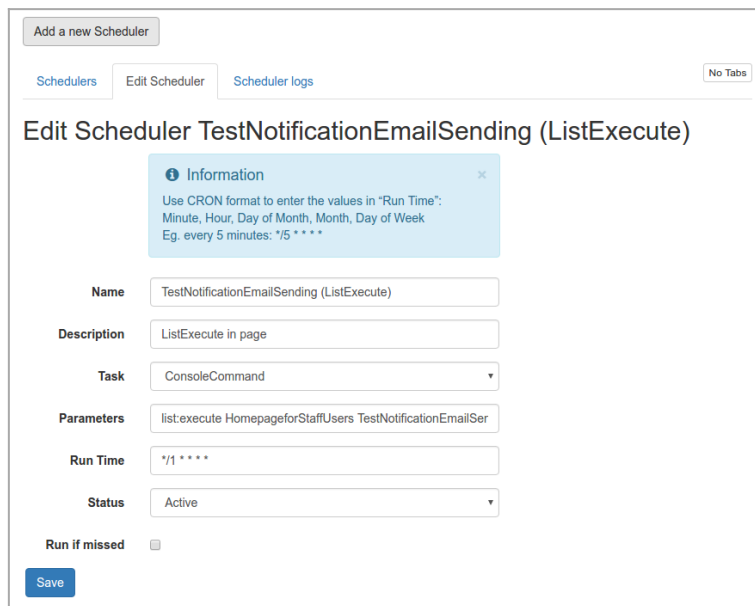 Add a new Scheduler
Schedulers Edit Scheduler Scheduler logs No Tabs
Edit Scheduler TestNotificationEmailSending (ListExecute)
Information ×
Use CRON format to enter the values in “Run Time”:
Minute, Hour, Day of Month, Month, Day of Week
Eg. every 5 minutes: */5 * * * *
Name TestNotificationEmailSending (ListExecute)
Description ListExecute in page
Task ConsoleCommand
Parameters list:execute HomepageforStaffUsers TestNotificationEmailSer
Run Time */1 * * * *
Status Active
Run if missed
Save